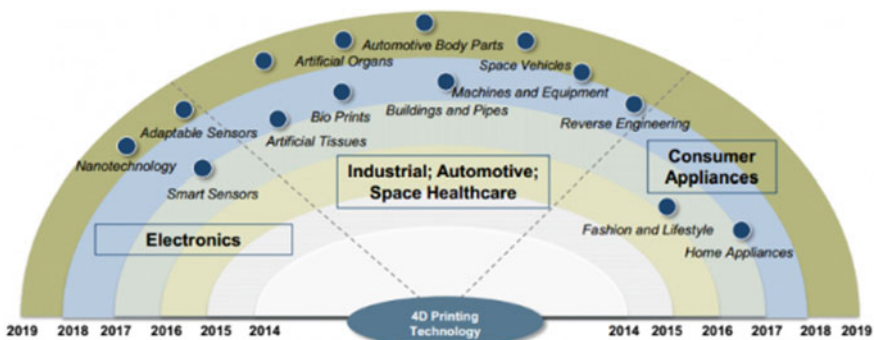 Automotive Body Parts
Artificial Organs
Space Vehicles
Machines and Equipment
Bio Prints
Buildings and Pipes
Reverse Engineering
Adaptable Sensors
Artificial Tissues
Nanotechnology
Smart Sensors
Industrial; Automotive;
Space Healthcare
Consumer
Appliances
Fashion and Lifestyle
Electronics
Home Appliances
4D Printing
Technology
2019 2018 2017 2016 2015 2014 2014 2015 2016 2017 2018 2019